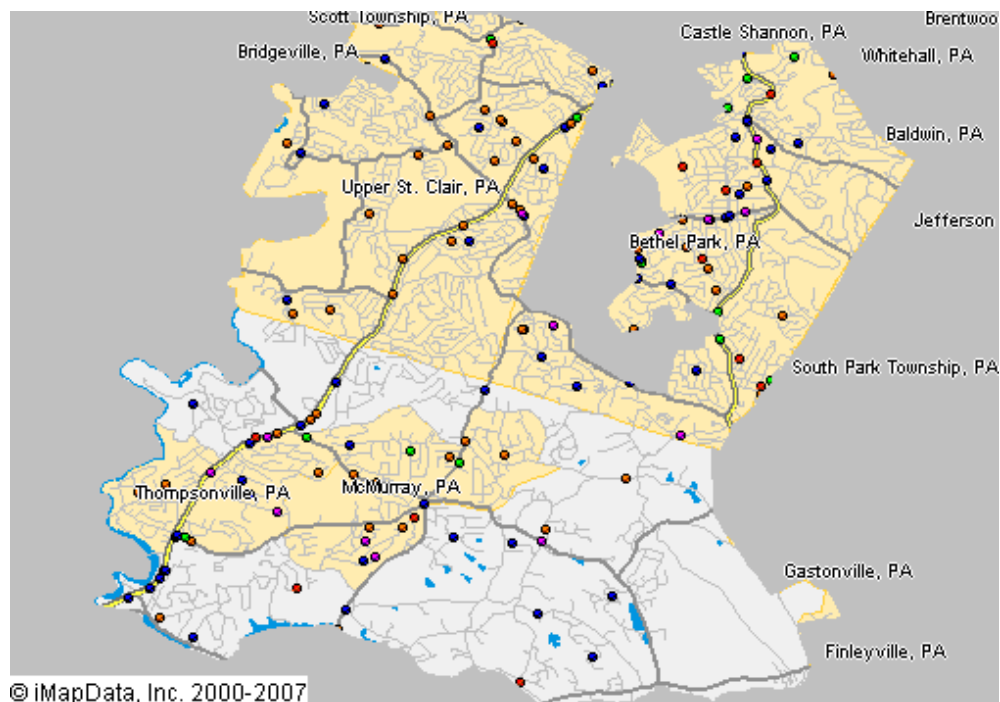 Scott Township, PA
Brentwoo
Castle Shannon, PA
Bridgeville, PA
Whitehall, PA
Baldwin, PA
Upper St. Clair, PA
Jefferson
Bethel Park, PA
South Park Township, PA
Thompsonville, PA
McMurray, PA
Gastonville, PA
Finleyville, PA
© iMapData, Inc. 2000-2007